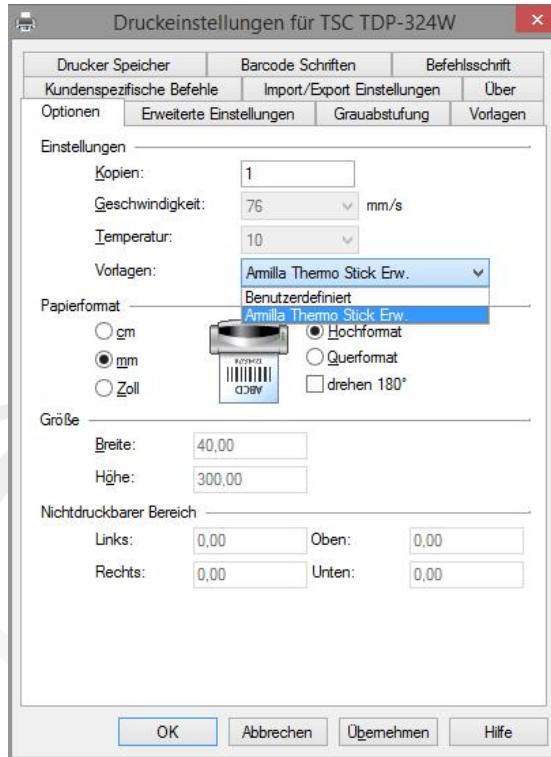 Druckeinstellungen für TSC TDP-324W
Drucker Speicher Barcode Schriften Befehlsschrift
Kundenspezifische Befehle Import/Export Einstellungen Über
Optionen Erweiterte Einstellungen Grauabstufung Vorlagen
Einstellungen
Kopien: 1
Geschwindigkeit: 76 mm/s
Temperatur: 10
Vorlagen: Armilla Thermo Stick Erw.
Benutzerdefiniert
Armilla Thermo Stick Erw.
Papierformat
cm Hochformat
mm Querformat
Zoll drehen 180°
ABCD
Größe
Breite: 40,00
Höhe: 300,00
Nichtdruckbarer Bereich
Links: 0,00 Oben: 0,00
Rechts: 0,00 Unten: 0,00
OK Abbrechen Übernehmen Hilfe